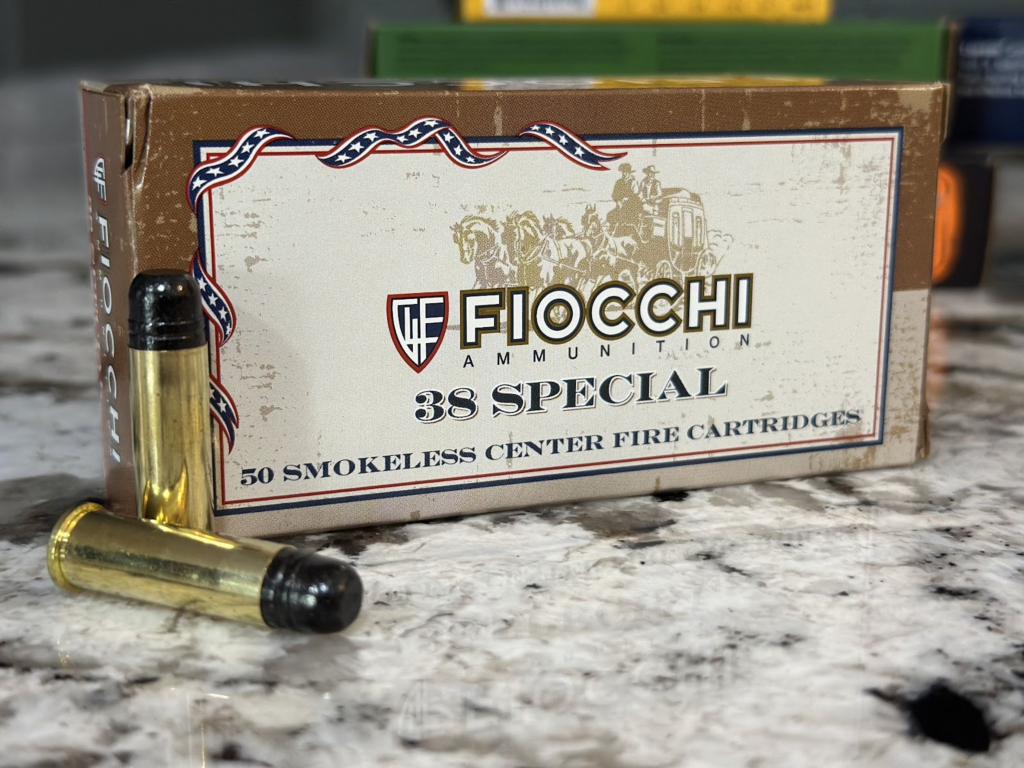 FIOCCHI
FIOCCHI
AMMUNITION
38 SPECIAL
50 SMOKELESS CENTER FIRE CARTRIDGES